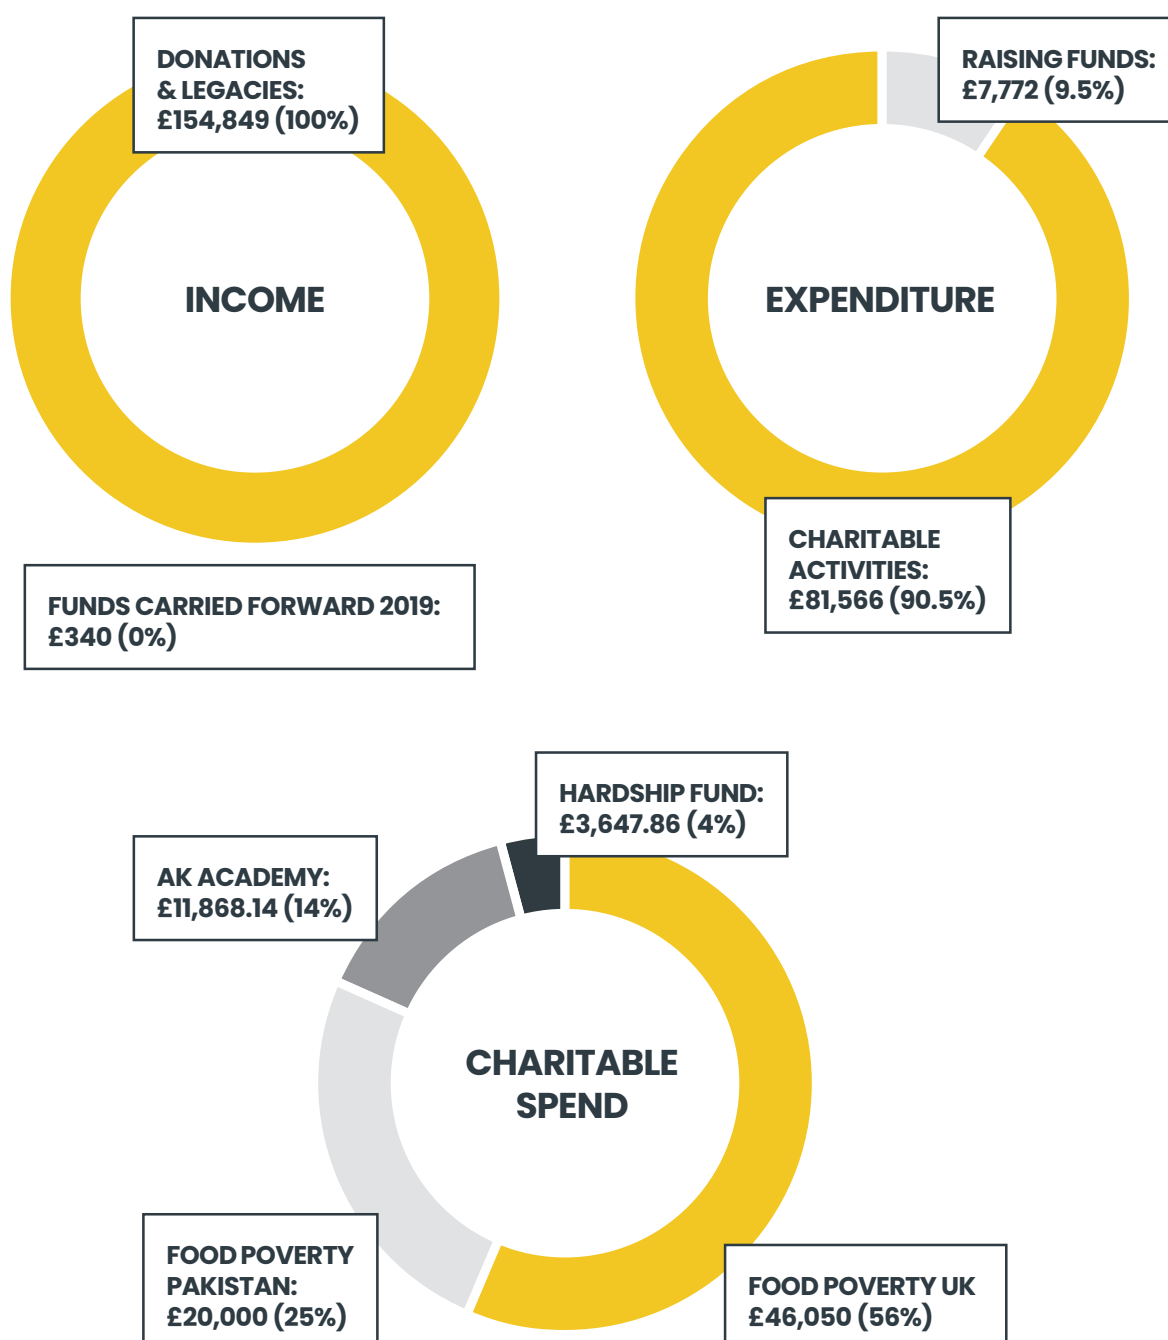 DONATIONS
& LEGACIES:
£154,849 (100%)
INCOME
FUNDS CARRIED FORWARD 2019:
£340 (0%)
RAISING FUNDS:
£7,772 (9.5%)
EXPENDITURE
CHARITABLE
ACTIVITIES:
£81,566 (90.5%)
HARDSHIP FUND:
£3,647.86 (4%)
AK ACADEMY:
£11,868.14 (14%)
CHARITABLE
SPEND
FOOD POVERTY
PAKISTAN:
£20,000 (25%)
FOOD POVERTY UK
£46,050 (56%)